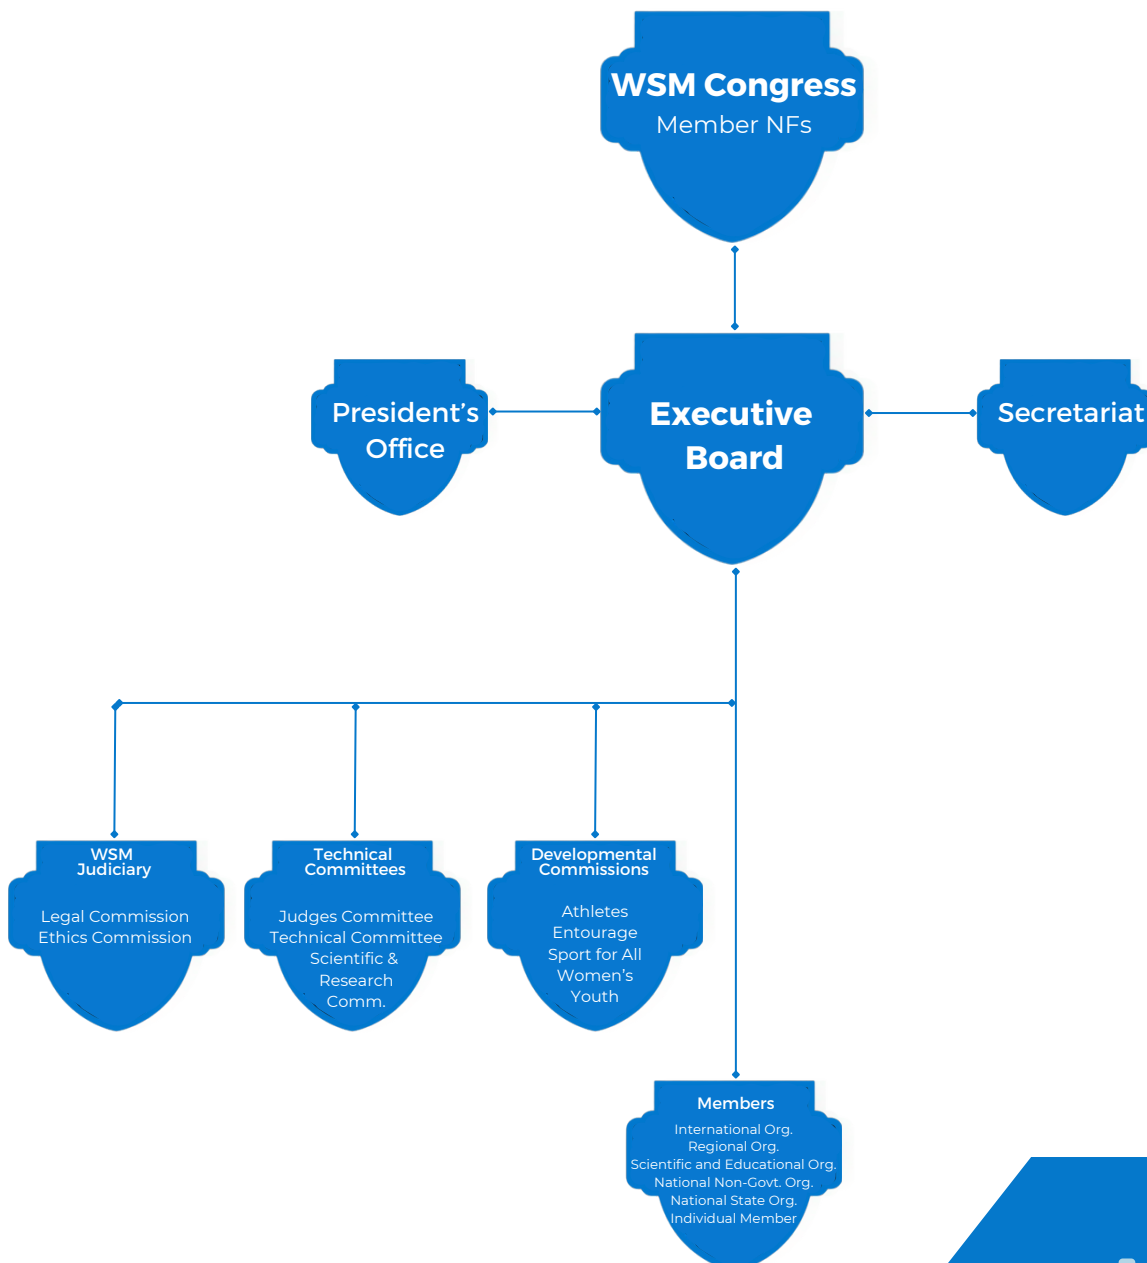 WSM Congress
Member NFs
President’s
Office
Executive
Board
Secretariat
WSM
Judiciary
Legal Commission
Ethics Commission
Technical
Committees
Judges Committee
Technical Committee
Scientific &
Research
Comm.
Developmental
Commissions
Athletes
Entourage
Sport for All
Women’s
Youth
Members
International Org.
Regional Org.
Scientific and Educational Org.
National Non-Govt. Org.
National State Org.
Individual Member